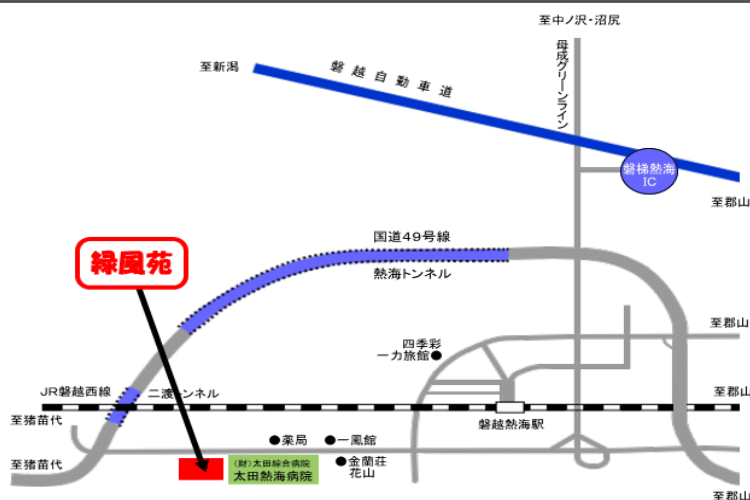 至中ノ沢・沼尻
至新潟
磐越自動車道
母成グリーンライン
磐梯熱海
IC
至郡山
国道49号線
緑風苑
熱海トンネル
至郡山
四季彩
一力旅館
JR磐越西線
二渡トンネル
至郡山
至猪苗代
磐越熱海駅
薬局
一鳳館
至猪苗代
(財)太田綜合病院
太田熱海病院
金蘭荘
花山
至郡山